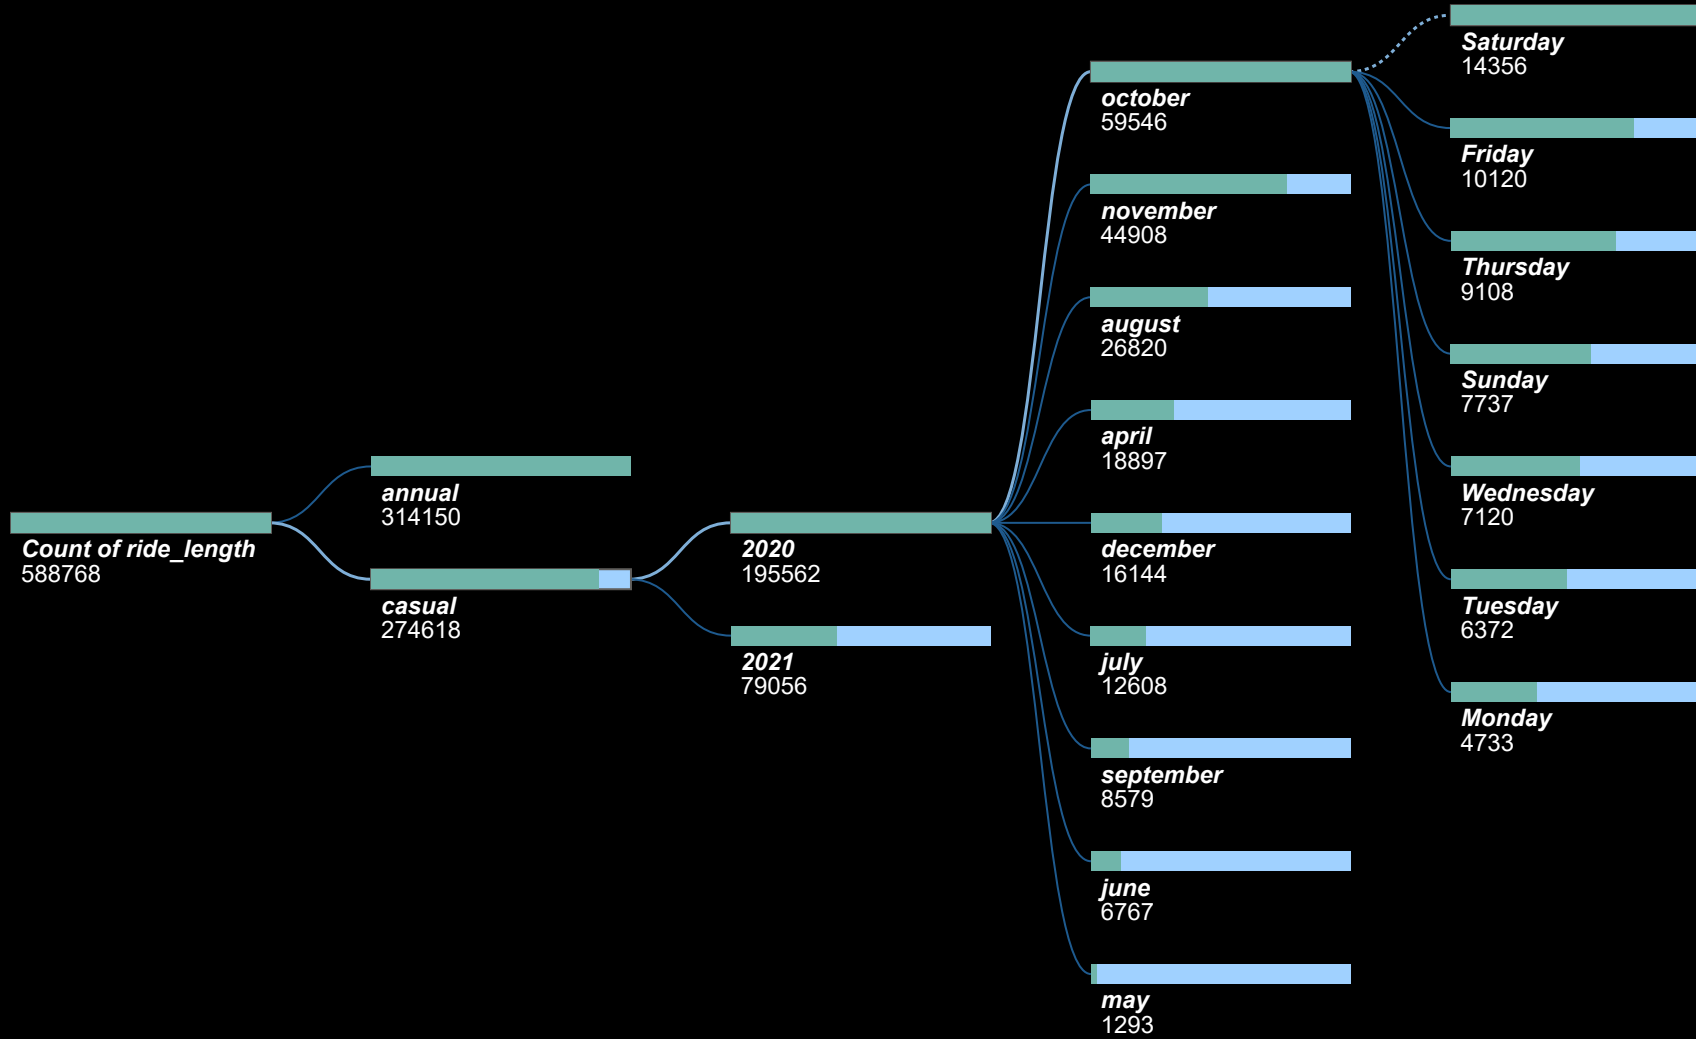 Count of ride_length
588768
annual
314150
casual
274618
2020
195562
2021
79056
october
59546
november
44908
august
26820
april
18897
december
16144
july
12608
september
8579
june
6767
may
1293
Saturday
14356
Friday
10120
Thursday
9108
Sunday
7737
Wednesday
7120
Tuesday
6372
Monday
4733